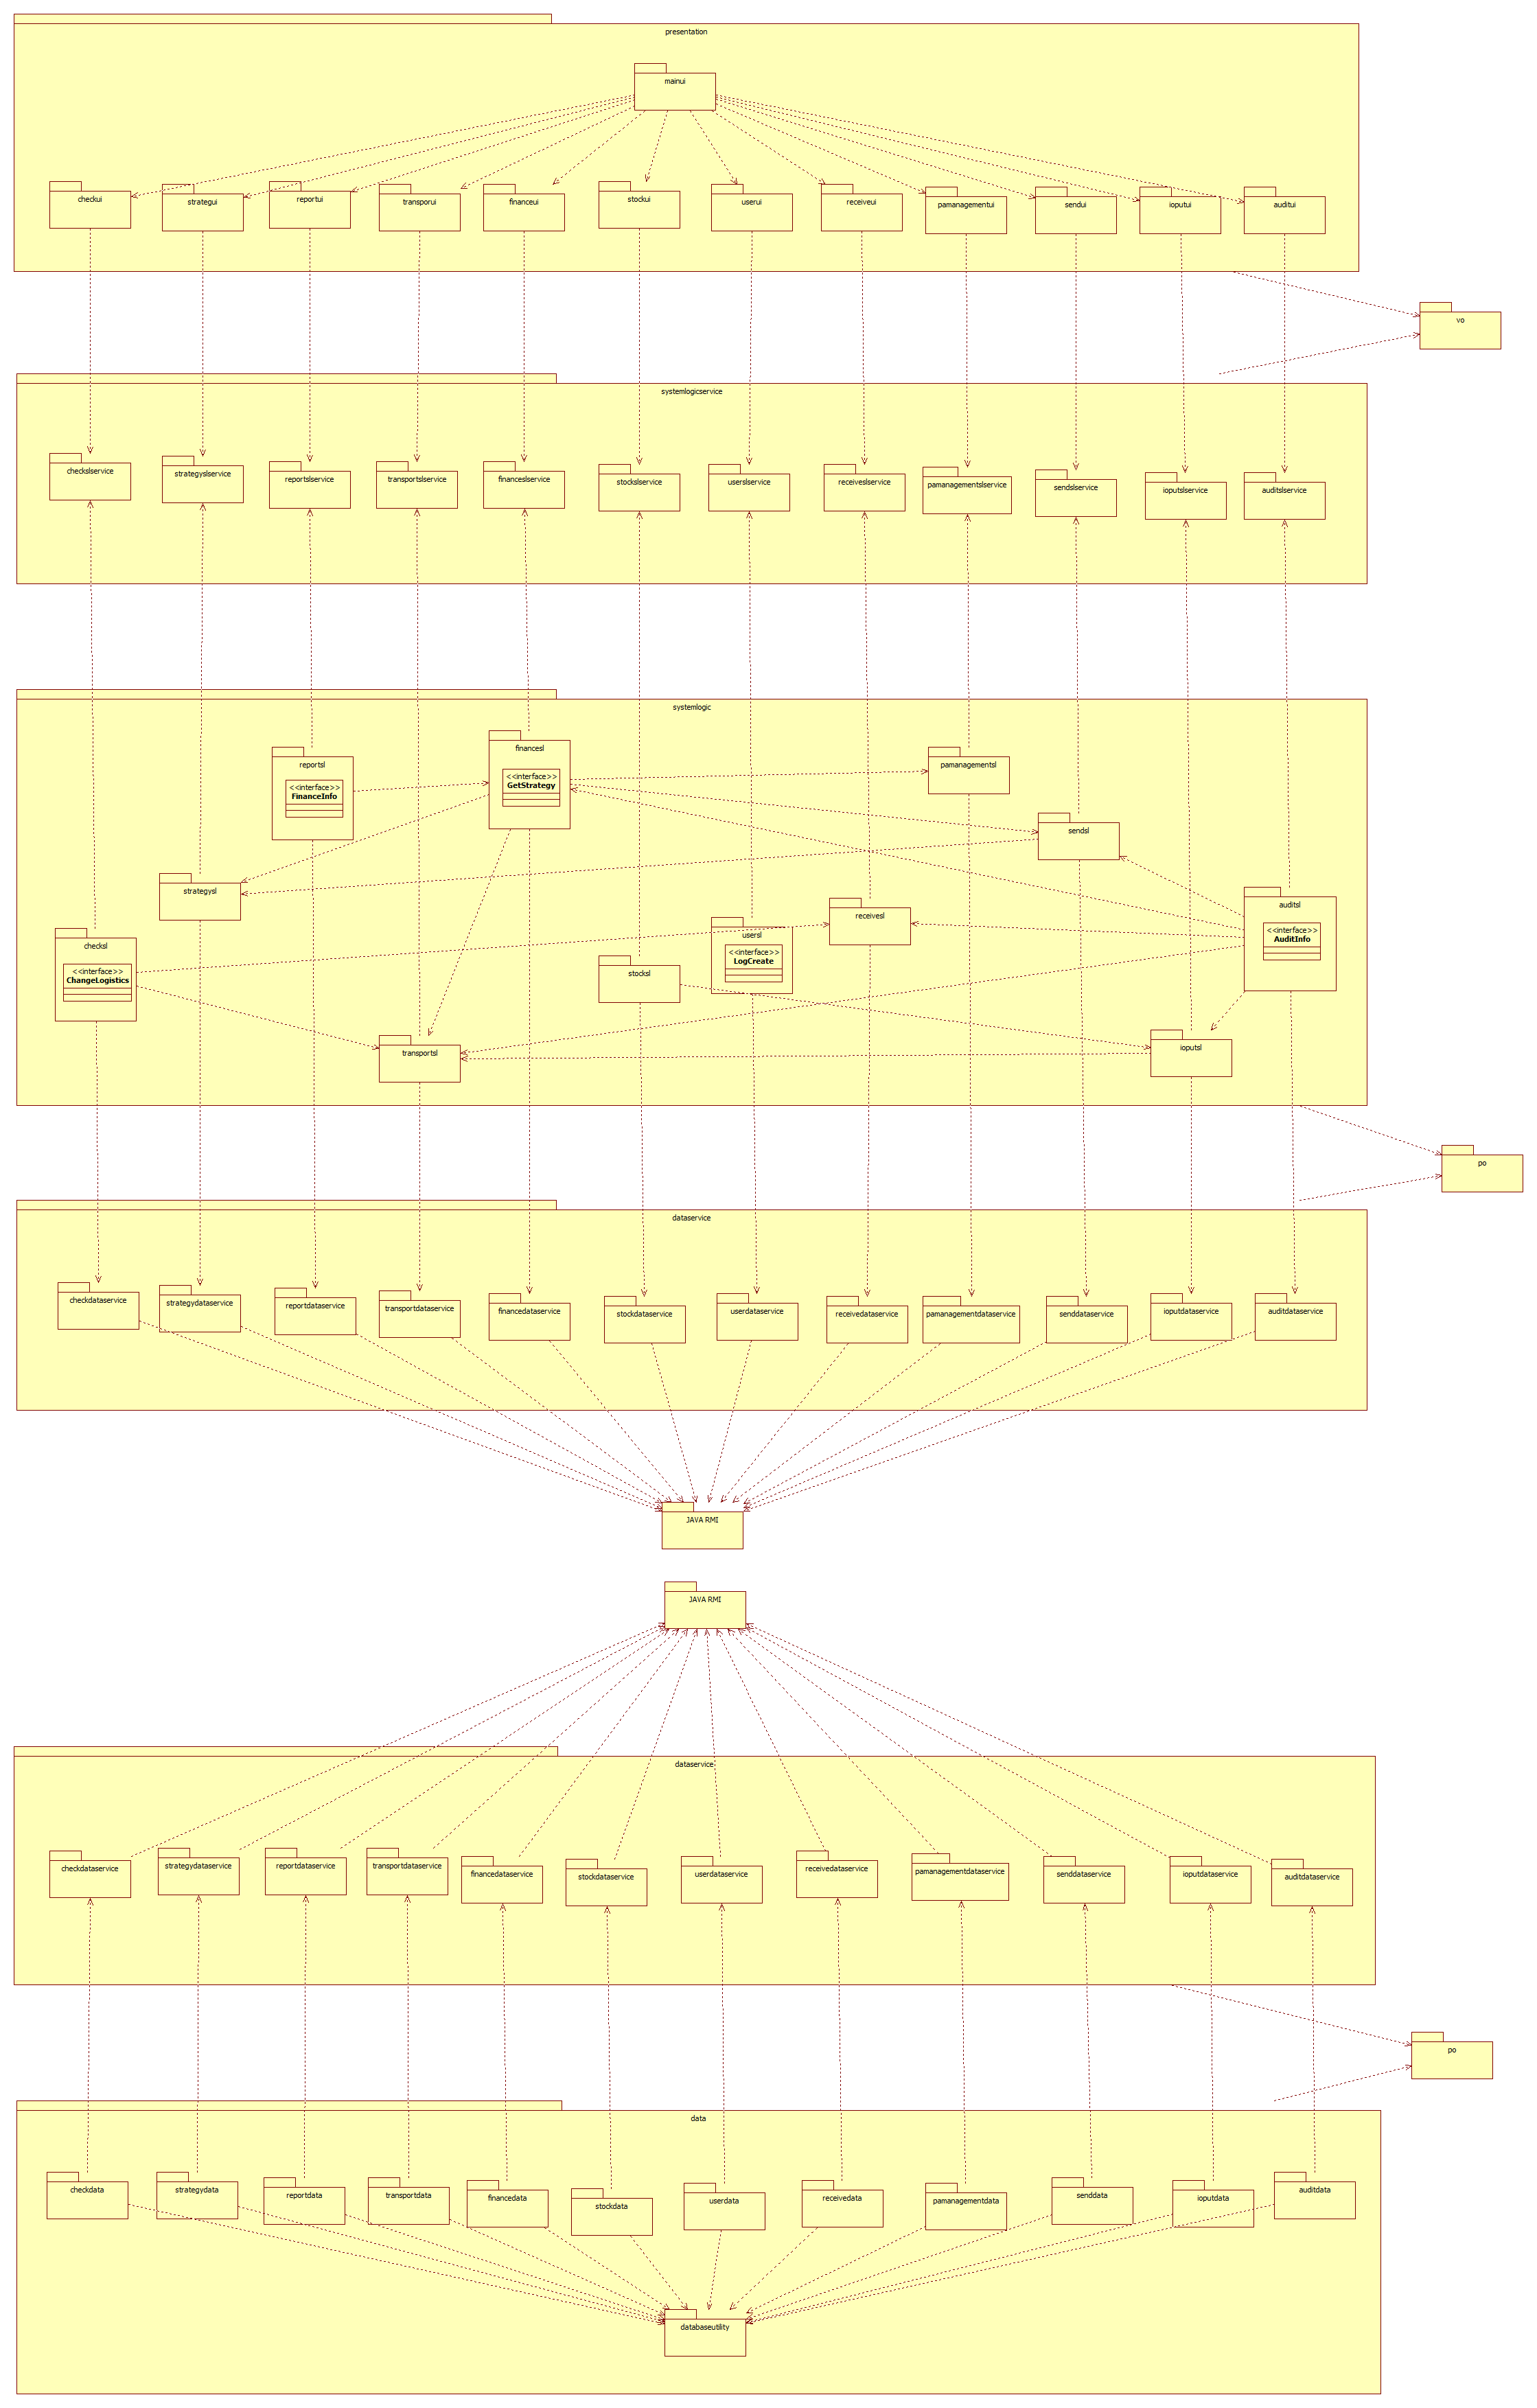 presentation
mainui
checkui
strategui
reportui
transporui
financeui
stockui
userui
receiveui
pamanagementui
sendui
ioputui
auditui
vo
systemlogicservice
checkslservice
strategyslservice
reportslservice
transportslservice
financeslservice
stockslservice
userslservice
receiveslservice
pamanagementslservice
sendslservice
ioputslservice
auditslservice
systemlogic
reportsl
<<interface>>
FinanceInfo
financesl
<<interface>>
GetStrategy
pamanagementsl
sendsl
strategysl
checksl
<<interface>>
ChangeLogistics
stocksl
usersl
<<interface>>
LogCreate
receivesl
auditsl
<<interface>>
AuditInfo
transportsl
ioputsl
po
dataservice
checkdataservice
strategydataservice
reportdataservice
transportdataservice
financedataservice
stockdataservice
userdataservice
receivedataservice
pamanagementdataservice
senddataservice
ioputdataservice
auditdataservice
JAVA RMI
JAVA RMI
dataservice
checkdataservice
strategydataservice
reportdataservice
transportdataservice
financedataservice
stockdataservice
userdataservice
receivedataservice
pamanagementdataservice
senddataservice
ioputdataservice
auditdataservice
po
data
checkdata
strategydata
reportdata
transportdata
financedata
stockdata
userdata
receivedata
pamanagementdata
senddata
ioputdata
auditdata
databaseutility